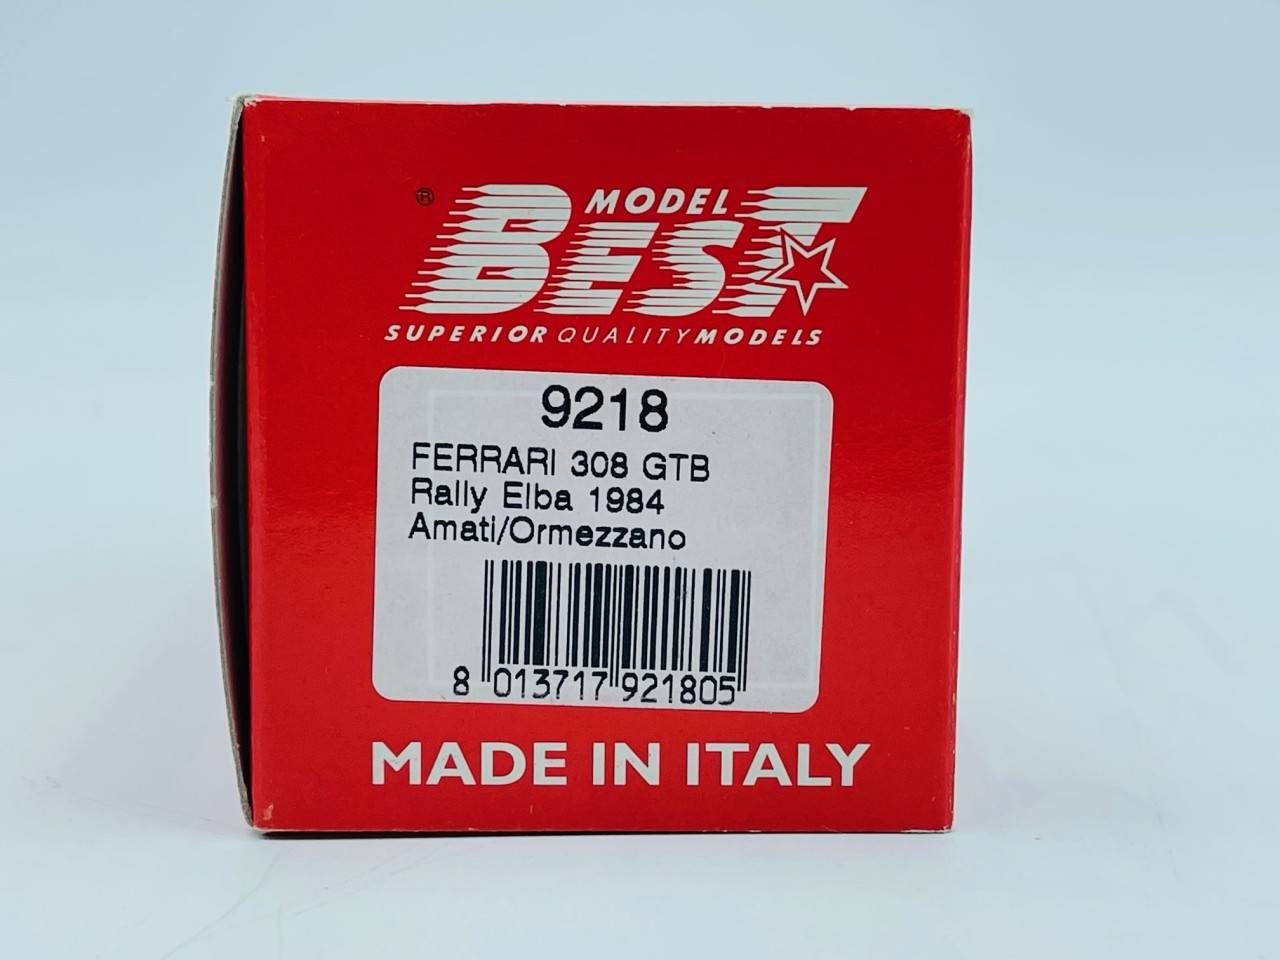 ®
MODEL
BEST
SUPERIOR QUALITY MODELS
9218
FERRARI 308 GTB
Rally Elba 1984
Amati/Ormezzano
8 013717 921805
MADE IN ITALY